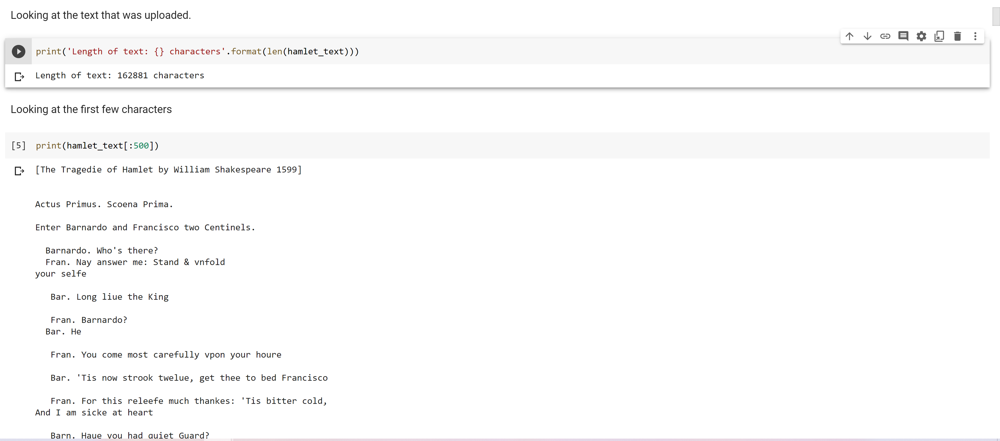 Looking at the text that was uploaded.
print('Length of text: {} characters'.format(len(hamlet_text)))
Length of text: 162881 characters
Looking at the first few characters
[5] print(hamlet_text[:500])
[The Tragedie of Hamlet by William Shakespeare 1599]
Actus Primus. Scoena Prima.
Enter Barnardo and Francisco two Centinels.
Barnardo. Who's there?
Fran. Nay answer me: Stand & vnfold
your selfe
Bar. Long liue the King
Fran. Barnardo?
Bar. He
Fran. You come most carefully vpon your houre
Bar. 'Tis now strook twelue, get thee to bed Francisco
Fran. For this releefe much thankes: 'Tis bitter cold,
And I am sicke at heart
Barn. Haue you had quiet Guard?